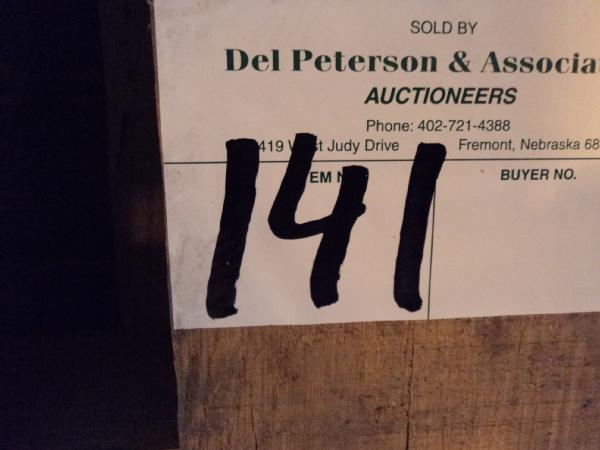 SOLD BY
Del Peterson & Associa
AUCTIONEERS
Phone: 402-721-4388
419 Judy Drive Fremont, Nebraska 68
EM N BUYER NO.
141